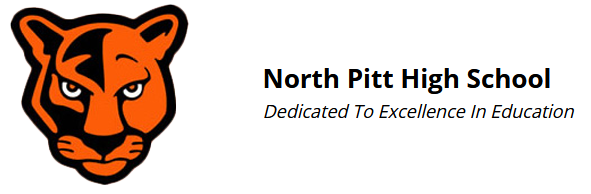 North Pitt High School
Dedicated To Excellence In Education